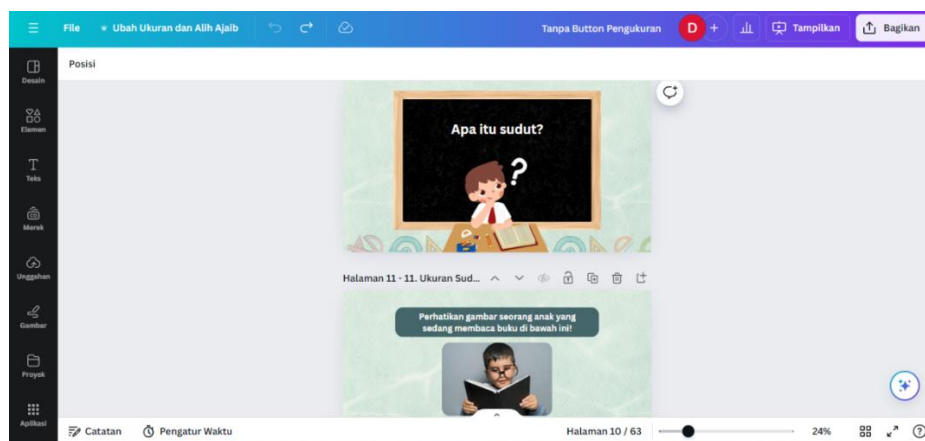 File
Ubah Ukuran dan Alih Ajaib
Tanpa Button Pengukuran
D
+
Tampilkan
Bagikan
Posisi
Desain
Elemen
Teks
Merek
Unggahan
Gambar
Proyek
Aplikasi
Apa itu sudut?
?
Halaman 11 - 11. Ukuran Sud...
Perhatikan gambar seorang anak yang
sedang membaca buku di bawah ini!
Catatan
Pengatur Waktu
Halaman 10 / 63
24%